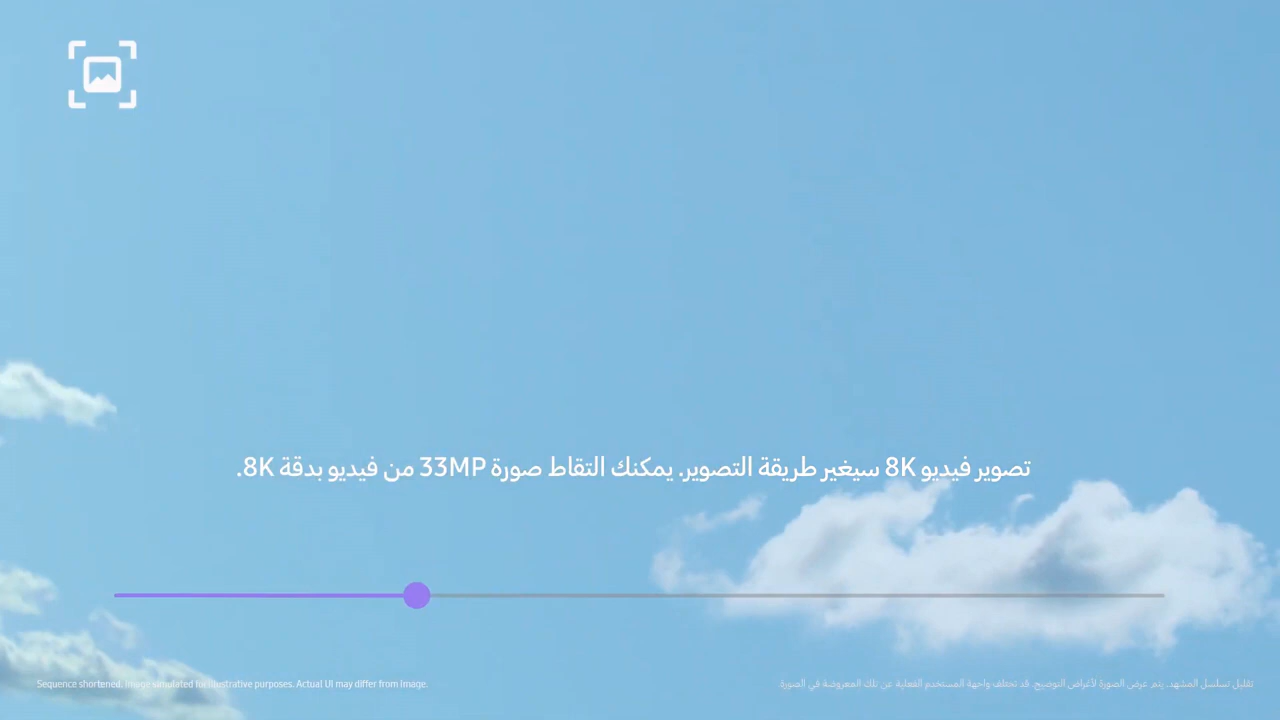 تصوير فيديو 8K سيغير طريقة التصوير. يمكنك التقاط صورة 33MP من فيديو بدقة 8K.
Sequence shortened. Image simulated for illustrative purposes. Actual UI may differ from image.
تقليل تسلسل المشهد. يتم عرض الصورة لأغراض التوضيح. قد تختلف واجهة المستخدم الفعلية عن تلك المعروضة في الصورة.